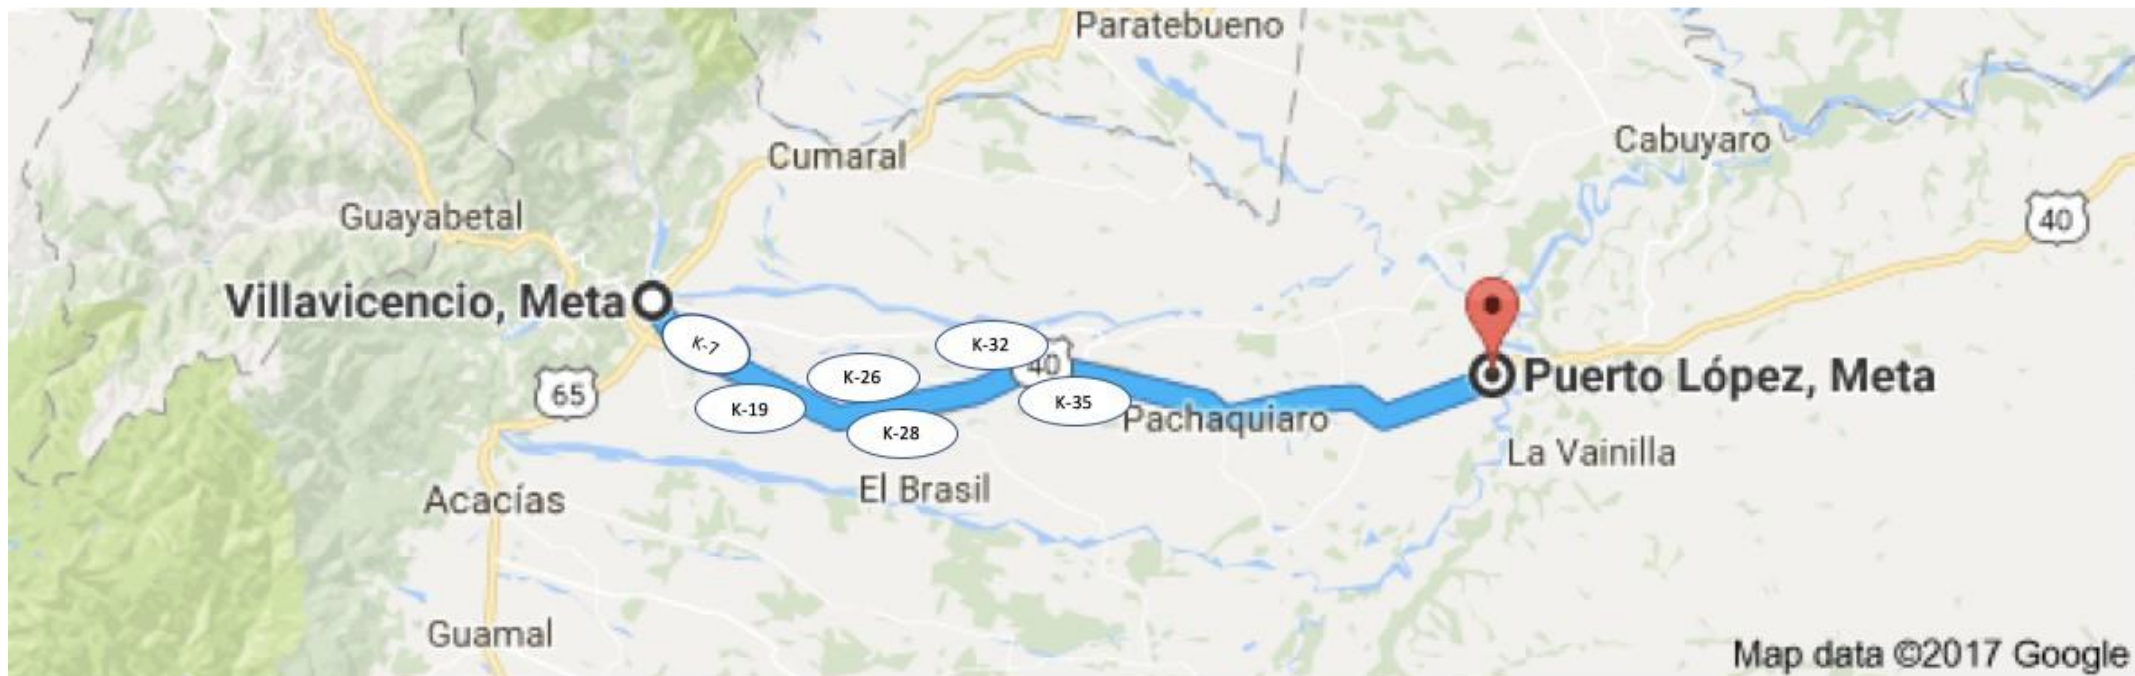 Paratebueno
Cabuyaro
Cumaral
Guayabetal
40
Villavicencio, Meta
K-7
K-32
40
K-26
Puerto López, Meta
65
K-19
K-35
Pachaquiaro
K-28
La Vainilla
El Brasil
Acacías
Guamal
Map data ©2017 Google